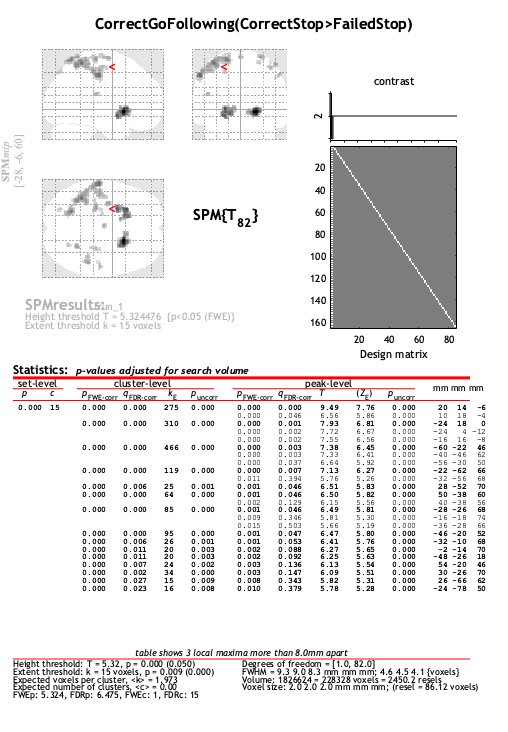 CorrectGoFollowing(CorrectStop>FailedStop)
SPMmip
[-28, -6, 60]
<
<
<
SPM{T82}
contrast
2
20
40
60
80
100
120
140
160
20 40 60 80
Design matrix
SPMresults:
Height threshold T = 5.324476 {p<0.05 (FWE)}
Extent threshold k = 15 voxels
Statistics: p-values adjusted for search volume
set-level cluster-level peak-level mm mm mm
p c pFWE-corr qFDR-corr kE puncorr pFWE-corr qFDR-corr T (ZE) puncorr
0.000 15 0.000 0.000 275 0.000 0.000 0.000 9.49 7.76 0.000 20 14 -6
0.000 0.046 6.56 5.86 0.000 10 18 -4
0.000 0.000 310 0.000 0.000 0.001 7.93 6.81 0.000 -24 18 0
0.000 0.002 7.72 6.67 0.000 -24 4 -12
0.000 0.002 7.55 6.56 0.000 -16 16 -8
0.000 0.000 466 0.000 0.000 0.003 7.38 6.45 0.000 -60 -22 46
0.000 0.003 7.33 6.41 0.000 -40 -46 62
0.000 0.037 6.64 5.92 0.000 -56 -30 50
0.000 0.000 119 0.000 0.000 0.006 7.13 6.27 0.000 -22 -62 66
0.011 0.394 5.76 5.26 0.000 -32 -56 68
0.000 0.006 25 0.001 0.001 0.046 6.51 5.83 0.000 28 -52 70
0.000 0.000 64 0.000 0.001 0.046 6.50 5.82 0.000 50 -38 60
0.002 0.129 6.15 5.56 0.000 40 -38 56
0.000 0.000 85 0.000 0.001 0.046 6.49 5.81 0.000 -28 -26 68
0.009 0.346 5.81 5.30 0.000 -16 -18 74
0.015 0.503 5.66 5.19 0.000 -36 -28 66
0.000 0.000 95 0.000 0.001 0.047 6.47 5.80 0.000 -46 -20 52
0.000 0.006 26 0.001 0.001 0.053 6.41 5.76 0.000 -32 -10 68
0.000 0.011 20 0.003 0.002 0.088 6.27 5.65 0.000 -2 -14 70
0.000 0.011 20 0.003 0.002 0.092 6.25 5.63 0.000 -48 -26 18
0.000 0.007 24 0.002 0.003 0.136 6.13 5.54 0.000 54 -20 46
0.000 0.002 34 0.000 0.003 0.147 6.09 5.51 0.000 30 -26 70
0.000 0.027 15 0.009 0.008 0.343 5.82 5.31 0.000 26 -66 62
0.000 0.023 16 0.008 0.010 0.379 5.78 5.28 0.000 -24 -78 50
table shows 3 local maxima more than 8.0mm apart
Height threshold: T = 5.32, p = 0.000 (0.050)
Extent threshold: k = 15 voxels, p = 0.009 (0.000)
Expected voxels per cluster, <k> = 1.973
Expected number of clusters, <c> = 0.00
FWEp: 5.324, FDRp: 6.475, FWEc: 1, FDRc: 15
Degrees of freedom = [1.0, 82.0]
FWHM = 9.3 9.0 8.3 mm mm mm; 4.6 4.5 4.1 {voxels}
Volume: 1826624 = 228328 voxels = 2450.2 resels
Voxel size: 2.0 2.0 2.0 mm mm mm; (resel = 86.12 voxels)